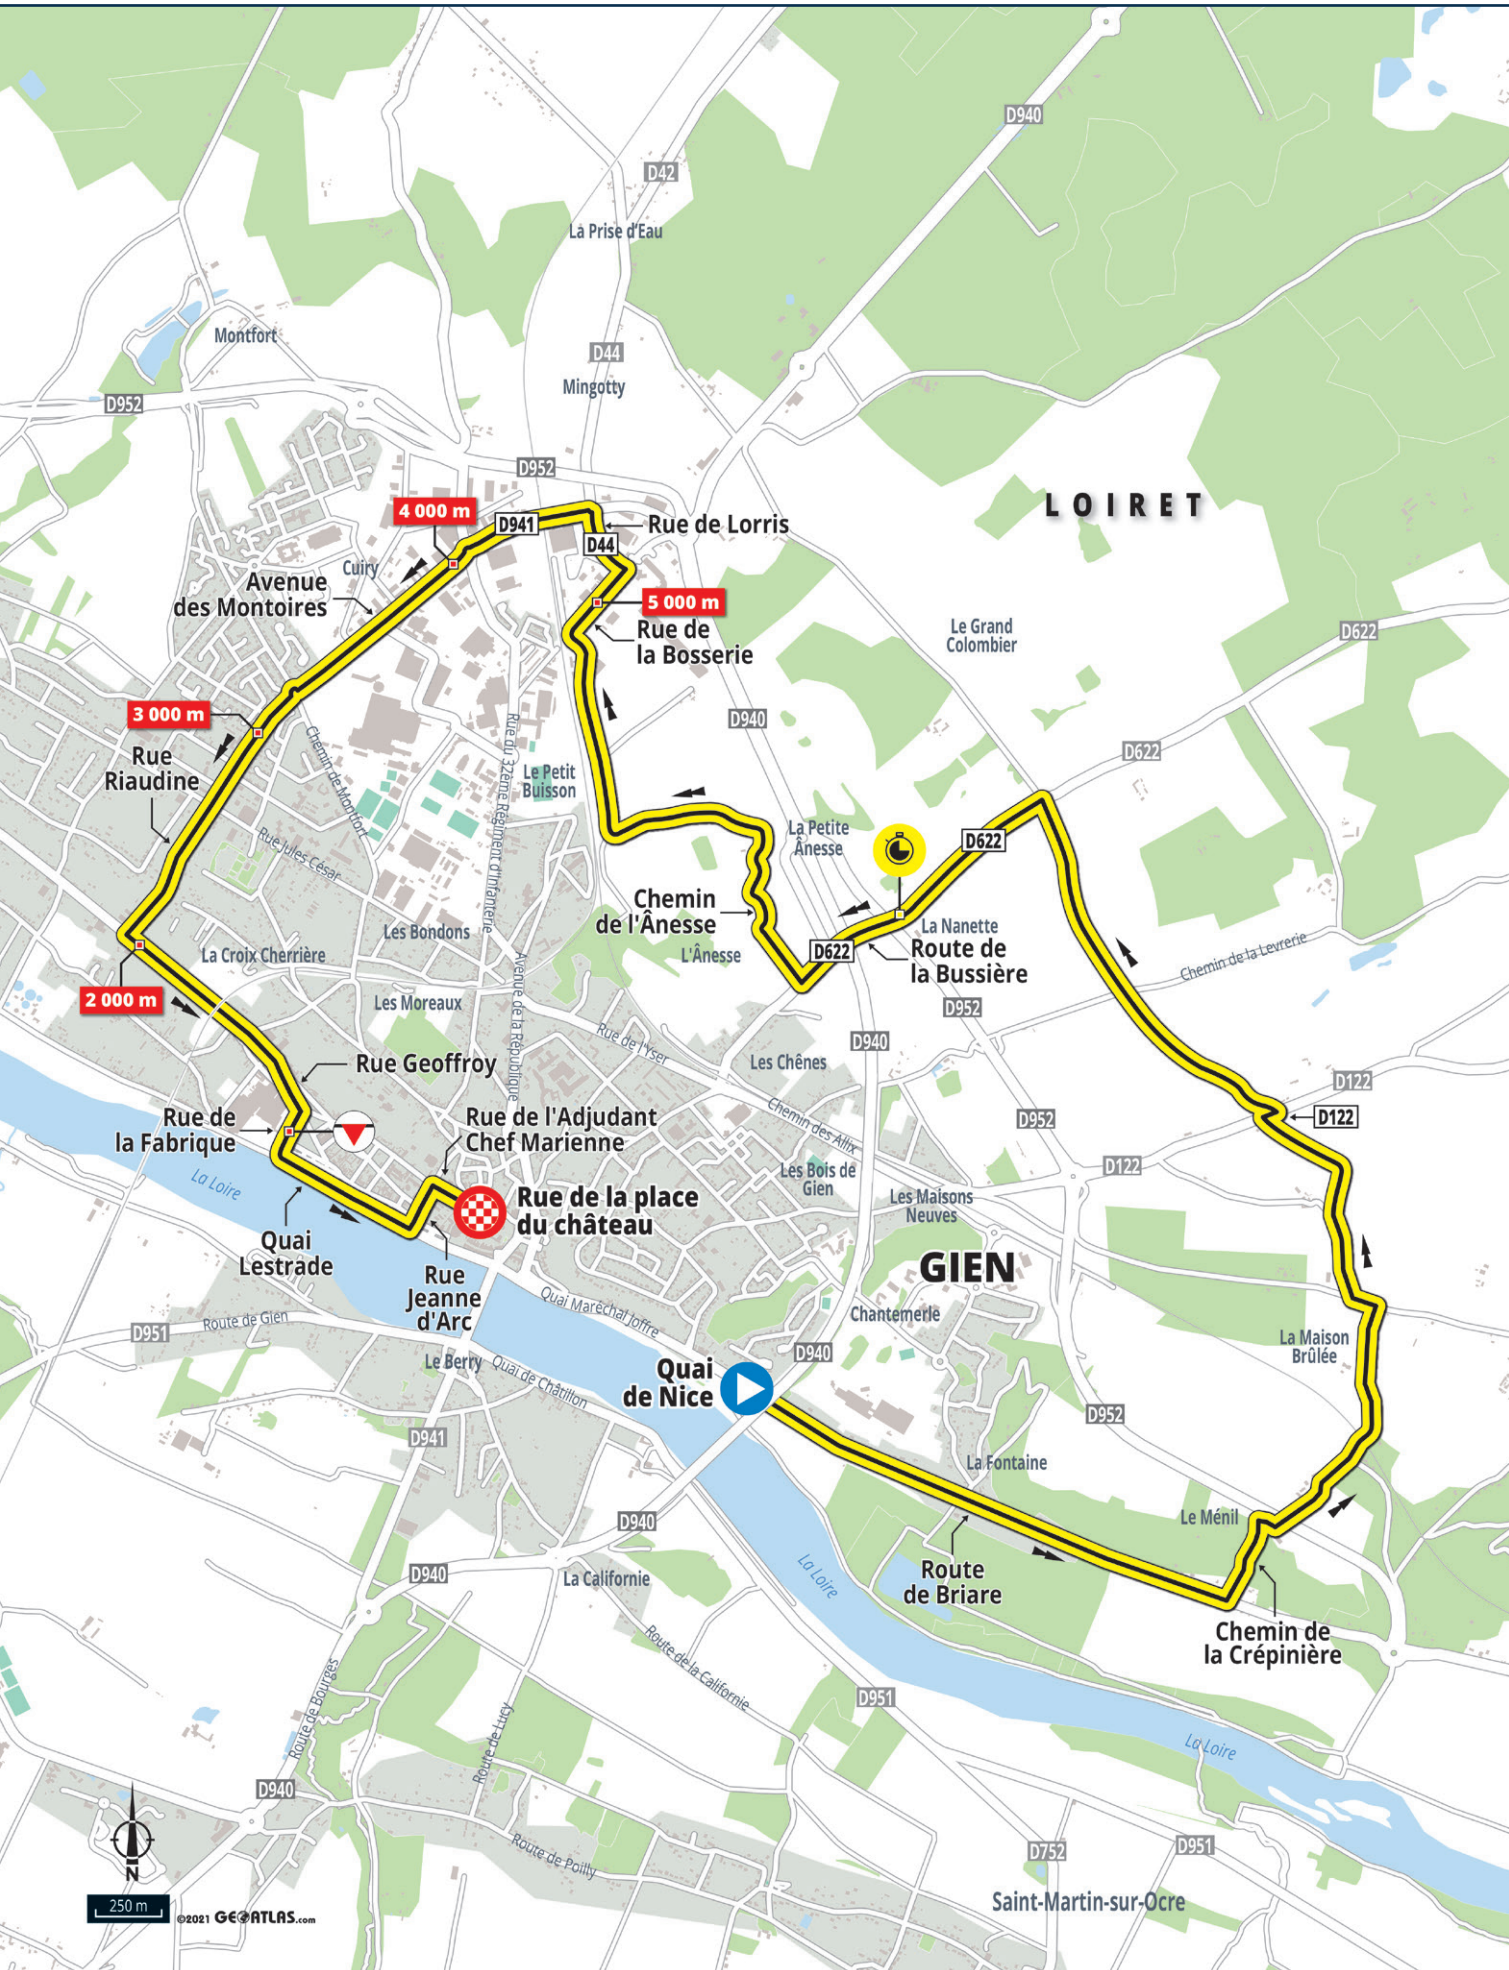 D940
D42
La Prise d'Eau
Montfort
D44
Mingotty
D952
D952
LOIRET
4 000 m
D941
Rue de Lorris
D44
Cuiry
Avenue
des Montoires
5 000 m
Rue de
la Bosserie
Le Grand
Colombier
D622
3 000 m
D940
D622
Rue
Riaudine
Chemin de Montfort
Rue du 32ème Régiment d'Infanterie
Le Petit
Buisson
La Petite
Ânesse
D622
Rue Jules César
Chemin
de l'Ânesse
La Nanette
Les Bondons
La Croix Cherrière
L'Ânesse
D622
Route de
la Bussière
Chemin de la Levrerie
2 000 m
Les Moreaux
Avenue de la République
D952
Rue de l'Yser
D940
Rue Geoffroy
Les Chênes
D122
Rue de
la Fabrique
Rue de l'Adjudant
Chef Marienne
Chemin des Allix
D952
D122
La Loire
Les Bois de
Gien
D122
Rue de la place
du château
Les Maisons
Neuves
Quai
Lestrade
GIEN
Rue
Jeanne
d'Arc
Quai Maréchal Joffre
Chantemerle
D951
Route de Gien
La Maison
Brûlée
Le Berry
Quai de Châtillon
D940
Quai
de Nice
D941
D952
La Fontaine
D940
Le Ménil
D940
La Californie
La Loire
Route
de Briare
Chemin de
la Crépinière
Route de la Californie
Route de Bourges
Route de Lucy
D951
La Loire
D940
Route de Poilly
D752
D951
N
250 m
©2021 GEOATLAS.com
Saint-Martin-sur-Ocre